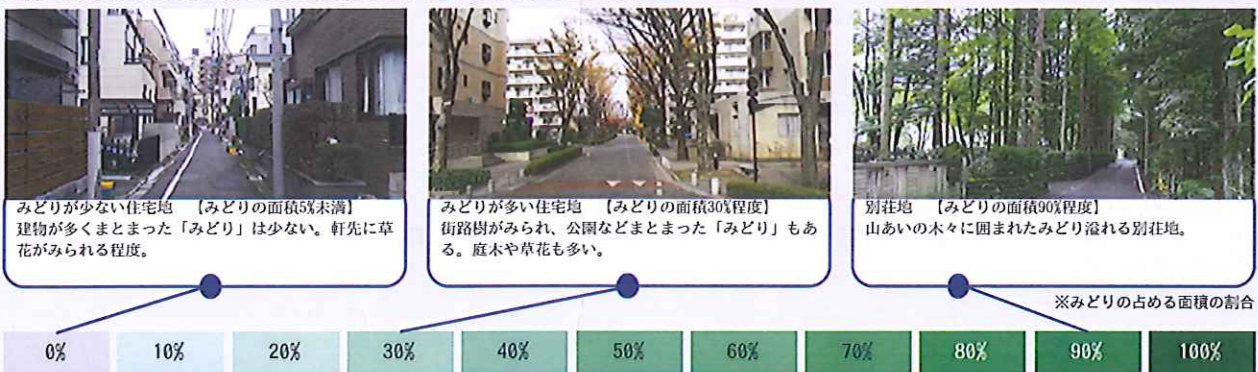 みどりが少ない住宅地　【みどりの面積5%未満】
建物が多くまとまった「みどり」は少ない。軒先に草
花がみられる程度。
みどりが多い住宅地　【みどりの面積30%程度】
街路樹がみられ、公園などまとまった「みどり」もあ
る。庭木や草花も多い。
別荘地　【みどりの面積90%程度】
山あいの木々に囲まれたみどり溢れる別荘地。
※みどりの占める面積の割合
0% 10% 20% 30% 40% 50% 60% 70% 80% 90% 100%